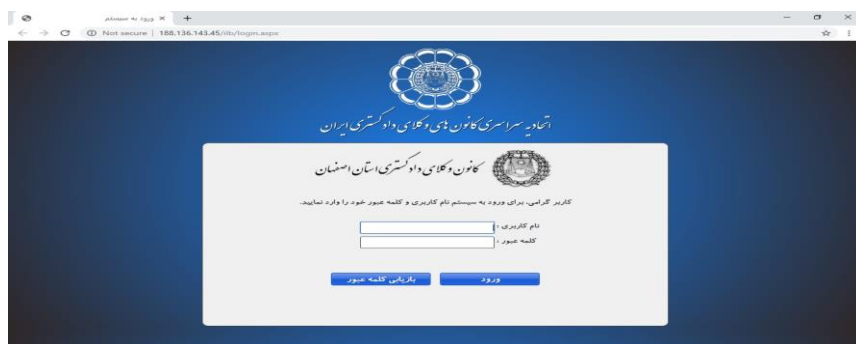 ورود به سیستم
Not secure | 188.136.143.45/ilb/login.aspx
اتحادیه سراسری کانون های وکلای دادگستری ایران
کانون وکلای دادگستری استان اصفهان
کاربر گرامی، برای ورود به سیستم نام کاربری و کلمه عبور خود را وارد نمایید.
نام کاربری :
کلمه عبور :
ورود بازیابی کلمه عبور